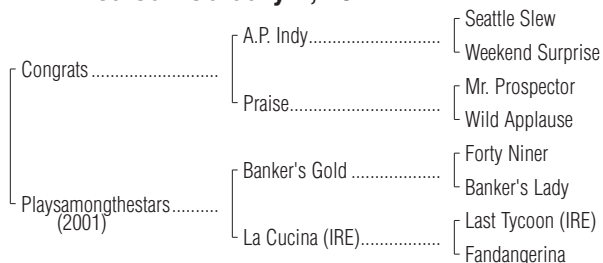 Seattle Slew
A.P. Indy
Weekend Surprise
Congrats
Mr. Prospector
Praise
Wild Applause
Forty Niner
Banker's Gold
Banker's Lady
Playsamongthestars
(2001)
Last Tycoon (IRE)
La Cucina (IRE)
Fandangerina